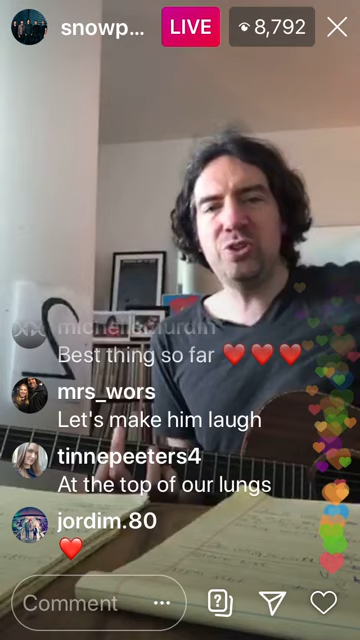 snowp...
LIVE
8,792
Best thing so far ❤️❤️❤️
mrs_wors
Let's make him laugh
tinnepeeters4
At the top of our lungs
jordim.80
❤️
Comment